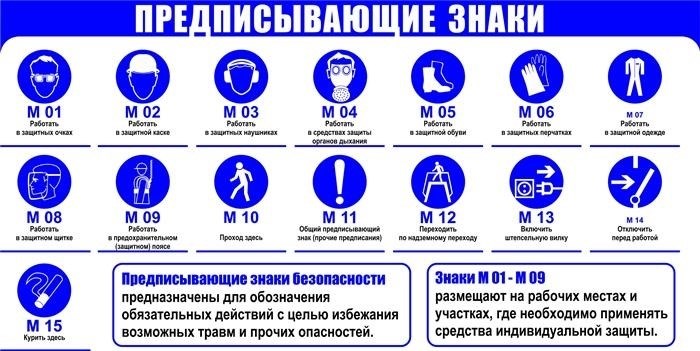 ПРЕДПИСЫВАЮЩИЕ ЗНАКИ
М 01
Работать
в защитных очках
М 02
Работать
в защитной каске
М 03
Работать
в защитных наушниках
М 04
Работать
в средствах защиты
органов дыхания
М 05
Работать
в защитной обуви
М 06
Работать
в защитных перчатках
М 07
Работать
в защитной одежде
М 08
Работать
в защитном щитке
М 09
Работать
в предохранительном
(защитном) поясе
М 10
Проход здесь
М 11
Общий предписывающий
знак (прочие предписания)
М 12
Переходить
по надземному переходу
М 13
Включить
штепсельную вилку
М 14
Отключить
перед работой
М 15
Курить здесь
Предписывающие знаки безопасности
предназначены для обозначения
обязательных действий с целью избежания
возможных травм и прочих опасностей.
Знаки М 01 - М 09
размещают на рабочих местах и
участках, где необходимо применять
средства индивидуальной защиты.